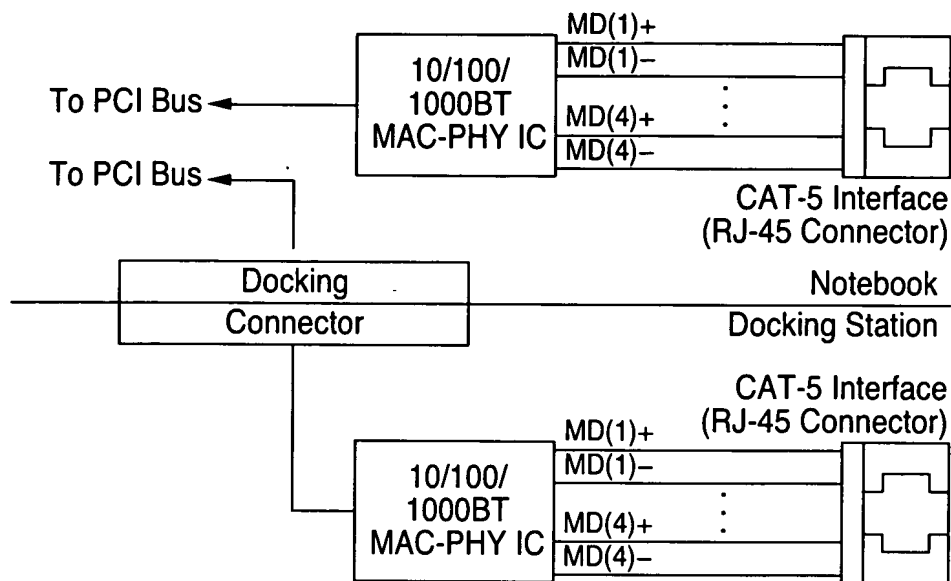 MD(1)+
MD(1)−
10/100/
1000BT
MAC-PHY IC
To PCI Bus
MD(4)+
MD(4)−
To PCI Bus
CAT-5 Interface
(RJ-45 Connector)
Docking
Notebook
Connector
Docking Station
CAT-5 Interface
(RJ-45 Connector)
MD(1)+
MD(1)−
10/100/
1000BT
MAC-PHY IC
MD(4)+
MD(4)−